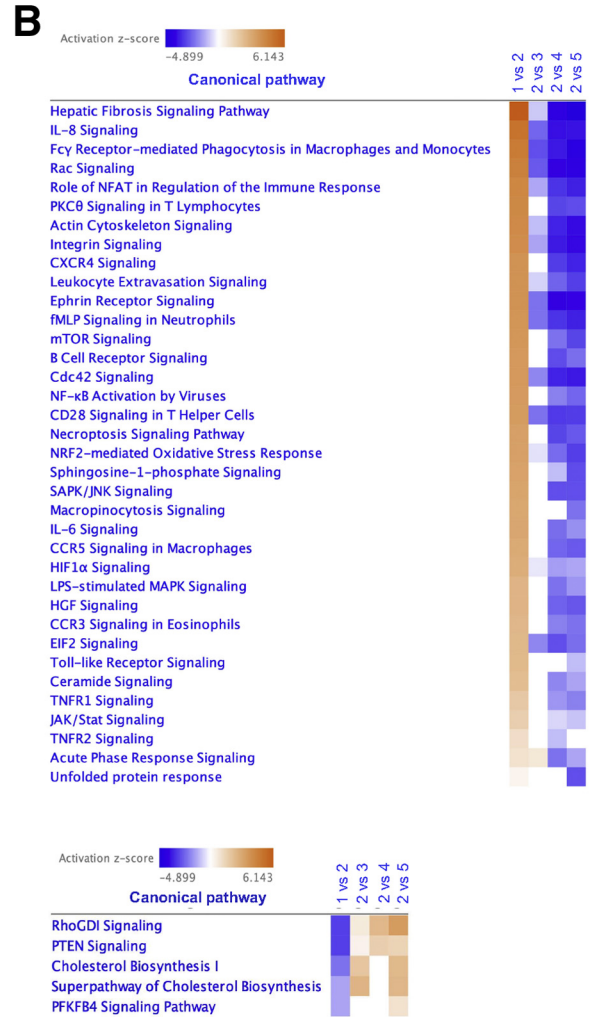 B
Activation z-score
-4.899 6.143
Canonical pathway
1 vs 2
2 vs 3
2 vs 4
2 vs 5
Hepatic Fibrosis Signaling Pathway
IL-8 Signaling
Fcγ Receptor-mediated Phagocytosis in Macrophages and Monocytes
Rac Signaling
Role of NFAT in Regulation of the Immune Response
PKCθ Signaling in T Lymphocytes
Actin Cytoskeleton Signaling
Integrin Signaling
CXCR4 Signaling
Leukocyte Extravasation Signaling
Ephrin Receptor Signaling
fMLP Signaling in Neutrophils
mTOR Signaling
B Cell Receptor Signaling
Cdc42 Signaling
NF-κB Activation by Viruses
CD28 Signaling in T Helper Cells
Necroptosis Signaling Pathway
NRF2-mediated Oxidative Stress Response
Sphingosine-1-phosphate Signaling
SAPK/JNK Signaling
Macropinocytosis Signaling
IL-6 Signaling
CCR5 Signaling in Macrophages
HIF1α Signaling
LPS-stimulated MAPK Signaling
HGF Signaling
CCR3 Signaling in Eosinophils
EIF2 Signaling
Toll-like Receptor Signaling
Ceramide Signaling
TNFR1 Signaling
JAK/Stat Signaling
TNFR2 Signaling
Acute Phase Response Signaling
Unfolded protein response
Activation z-score
-4.899 6.143
Canonical pathway
1 vs 2
2 vs 3
2 vs 4
2 vs 5
RhoGDI Signaling
PTEN Signaling
Cholesterol Biosynthesis I
Superpathway of Cholesterol Biosynthesis
PFKFB4 Signaling Pathway